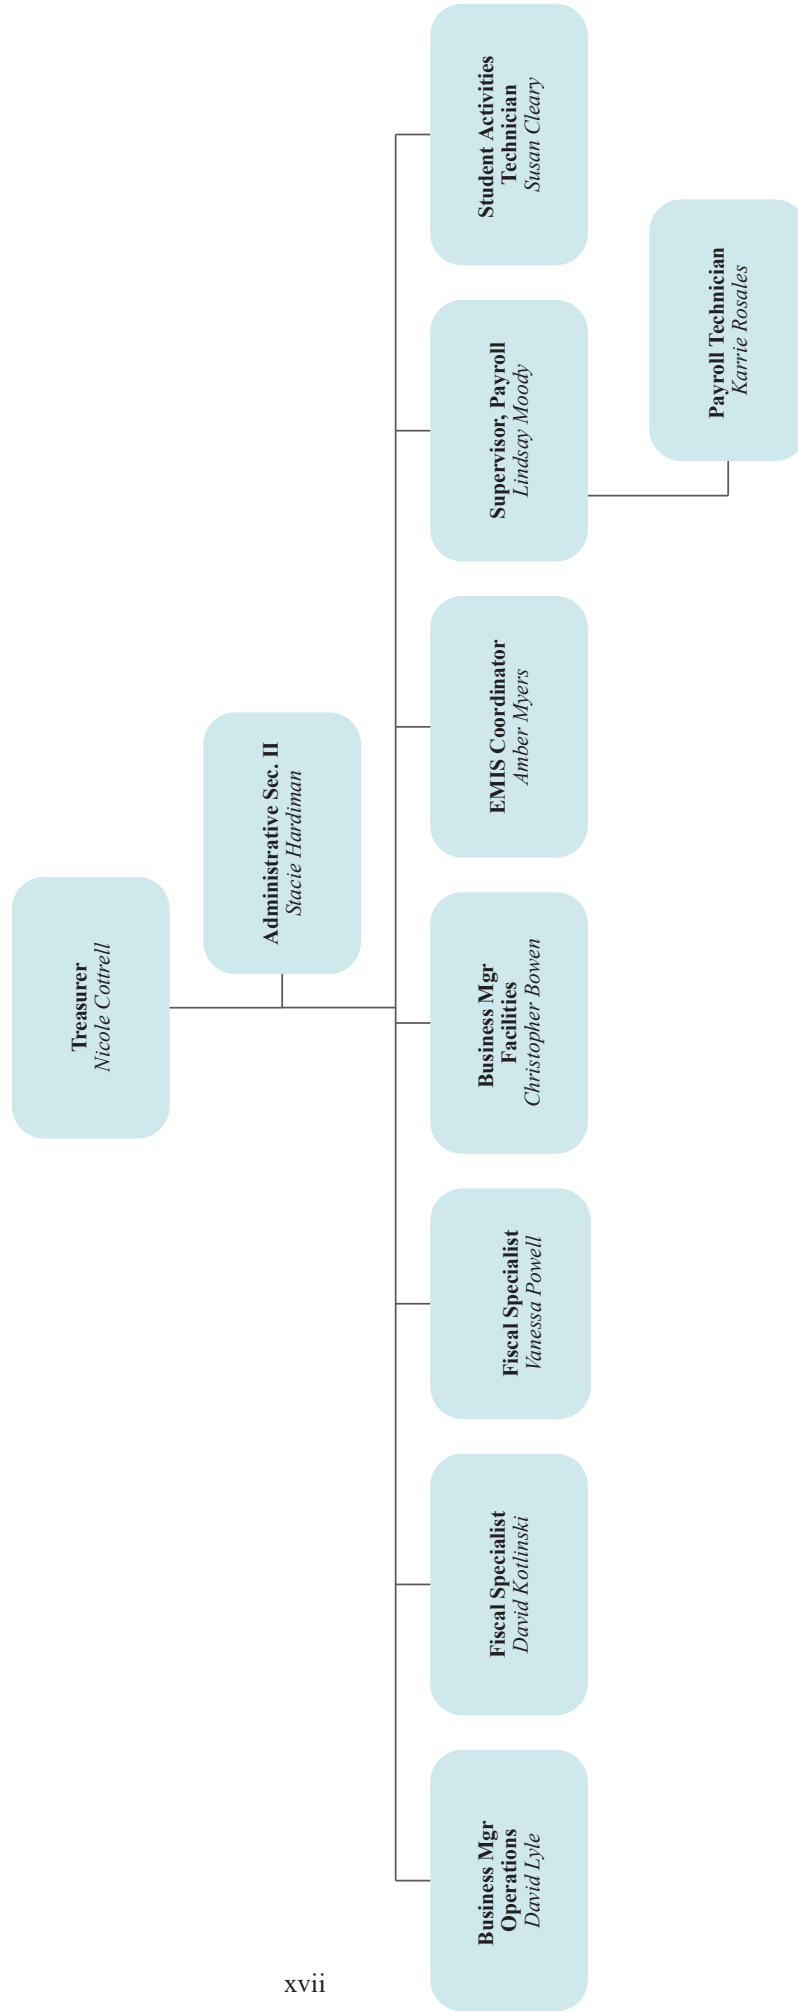 Treasurer
Nicole Cottrell
Administrative Sec. II
Stacie Hardiman
Business Mgr
Operations
David Lyle
Fiscal Specialist
David Kotlinski
Fiscal Specialist
Vanessa Powell
Business Mgr
Facilities
Christopher Bowen
EMIS Coordinator
Amber Myers
Supervisor, Payroll
Lindsay Moody
Student Activities
Technician
Susan Cleary
Payroll Technician
Karrie Rosales
xvii